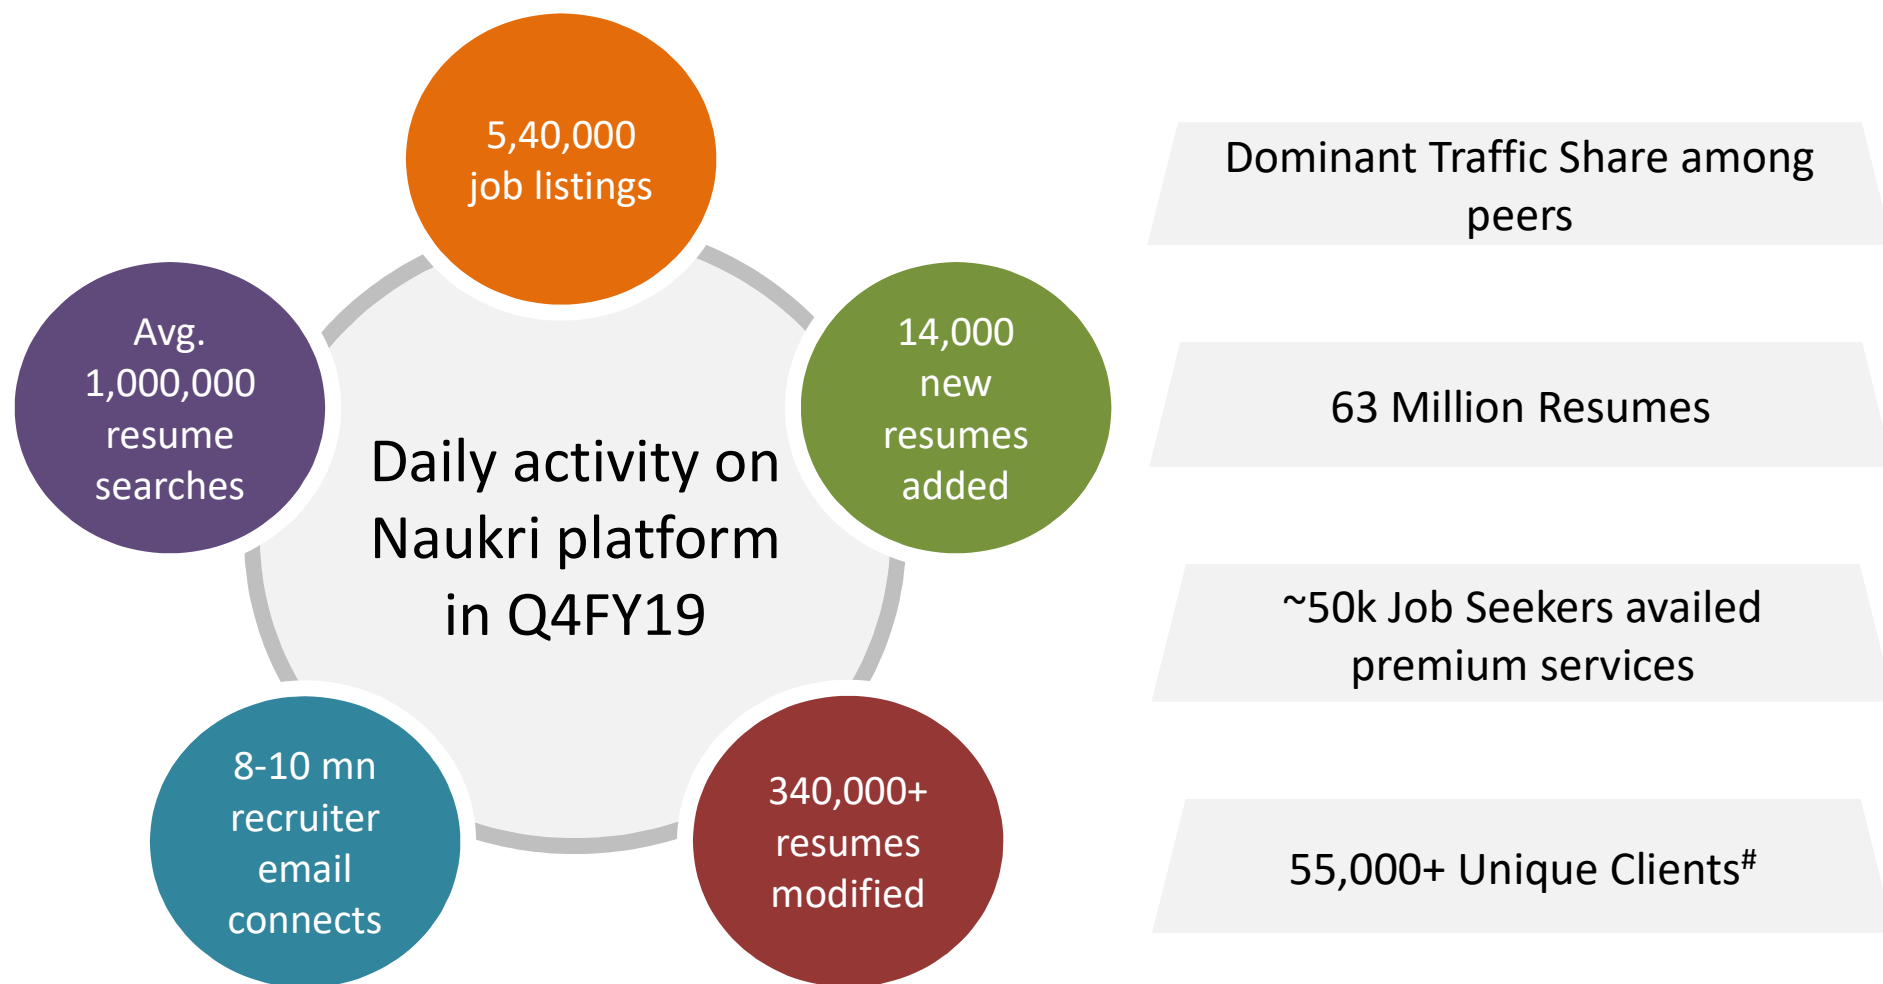 5,40,000
job listings
Avg.
1,000,000
resume
searches
14,000
new
resumes
added
Daily activity on
Naukri platform
in Q4FY19
8-10 mn
recruiter
email
connects
340,000+
resumes
modified
Dominant Traffic Share among
peers
63 Million Resumes
~50k Job Seekers availed
premium services
55,000+ Unique Clients#